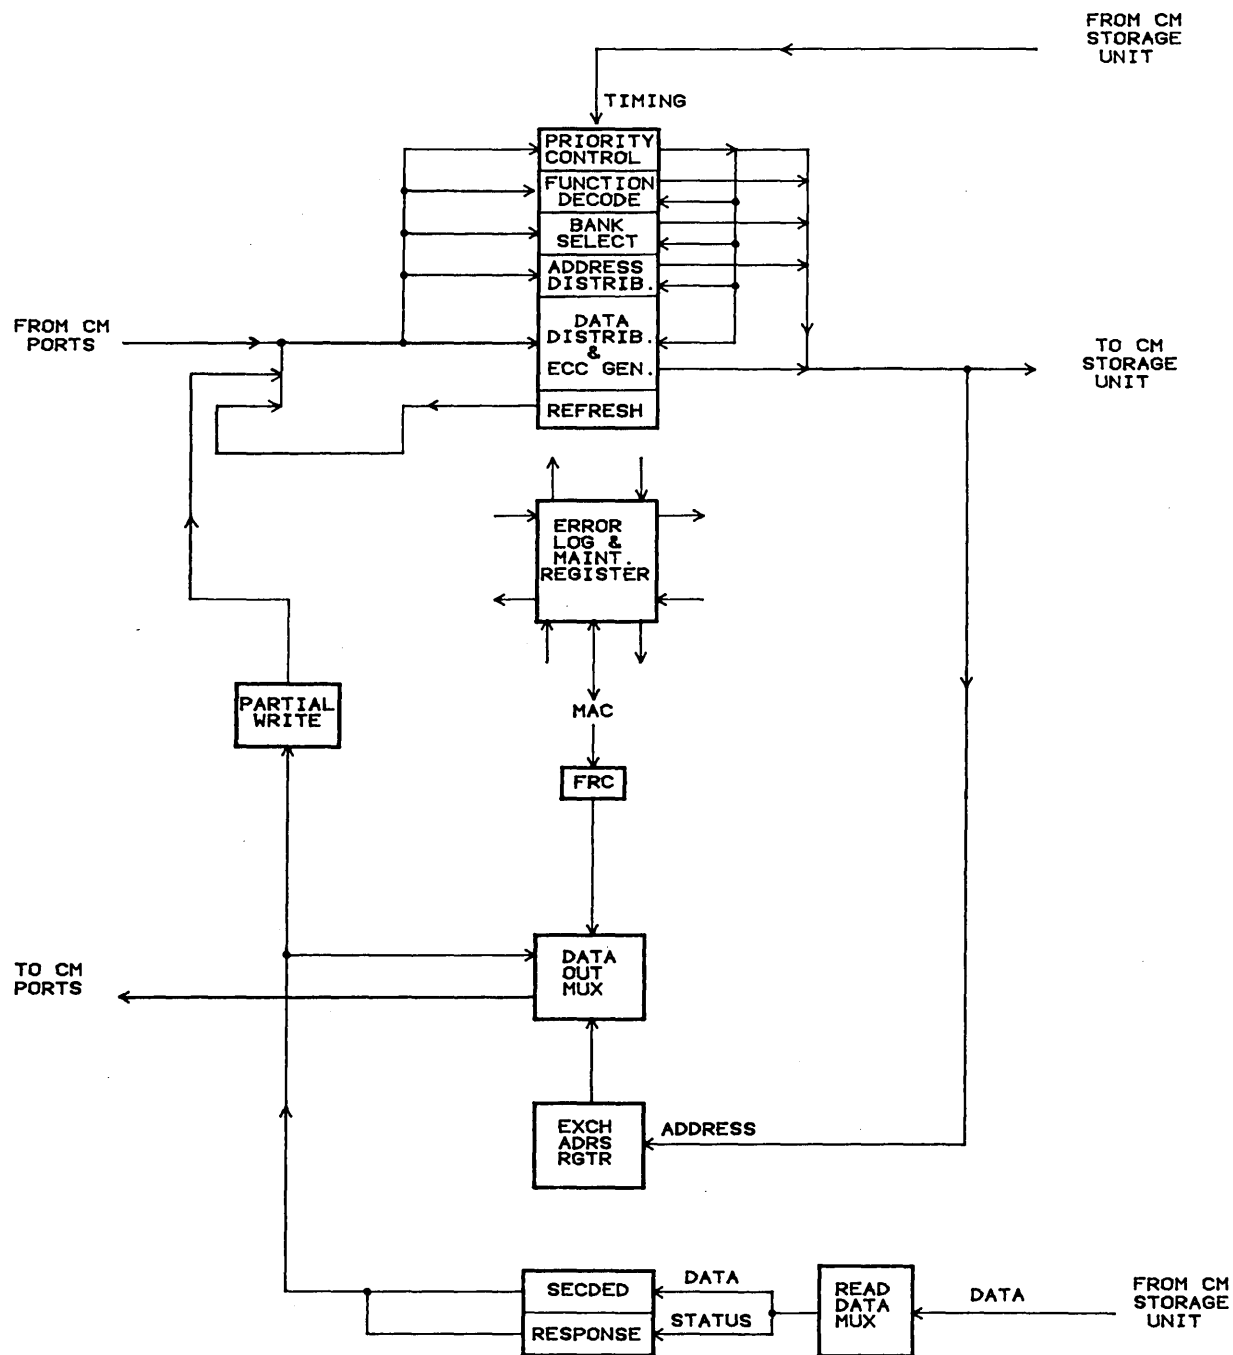 FROM CM
STORAGE
UNIT
TIMING
PRIORITY
CONTROL
FUNCTION
DECODE
BANK
SELECT
ADDRESS
DISTRIB.
DATA
DISTRIB.
&
ECC GEN.
REFRESH
FROM CM
PORTS
TO CM
STORAGE
UNIT
ERROR
LOG &
MAINT.
REGISTER
PARTIAL
WRITE
MAC
FRC
DATA
OUT
MUX
TO CM
PORTS
EXCH
ADRS
RGTR
ADDRESS
SECDED
RESPONSE
DATA
STATUS
READ
DATA
MUX
DATA
FROM CM
STORAGE
UNIT